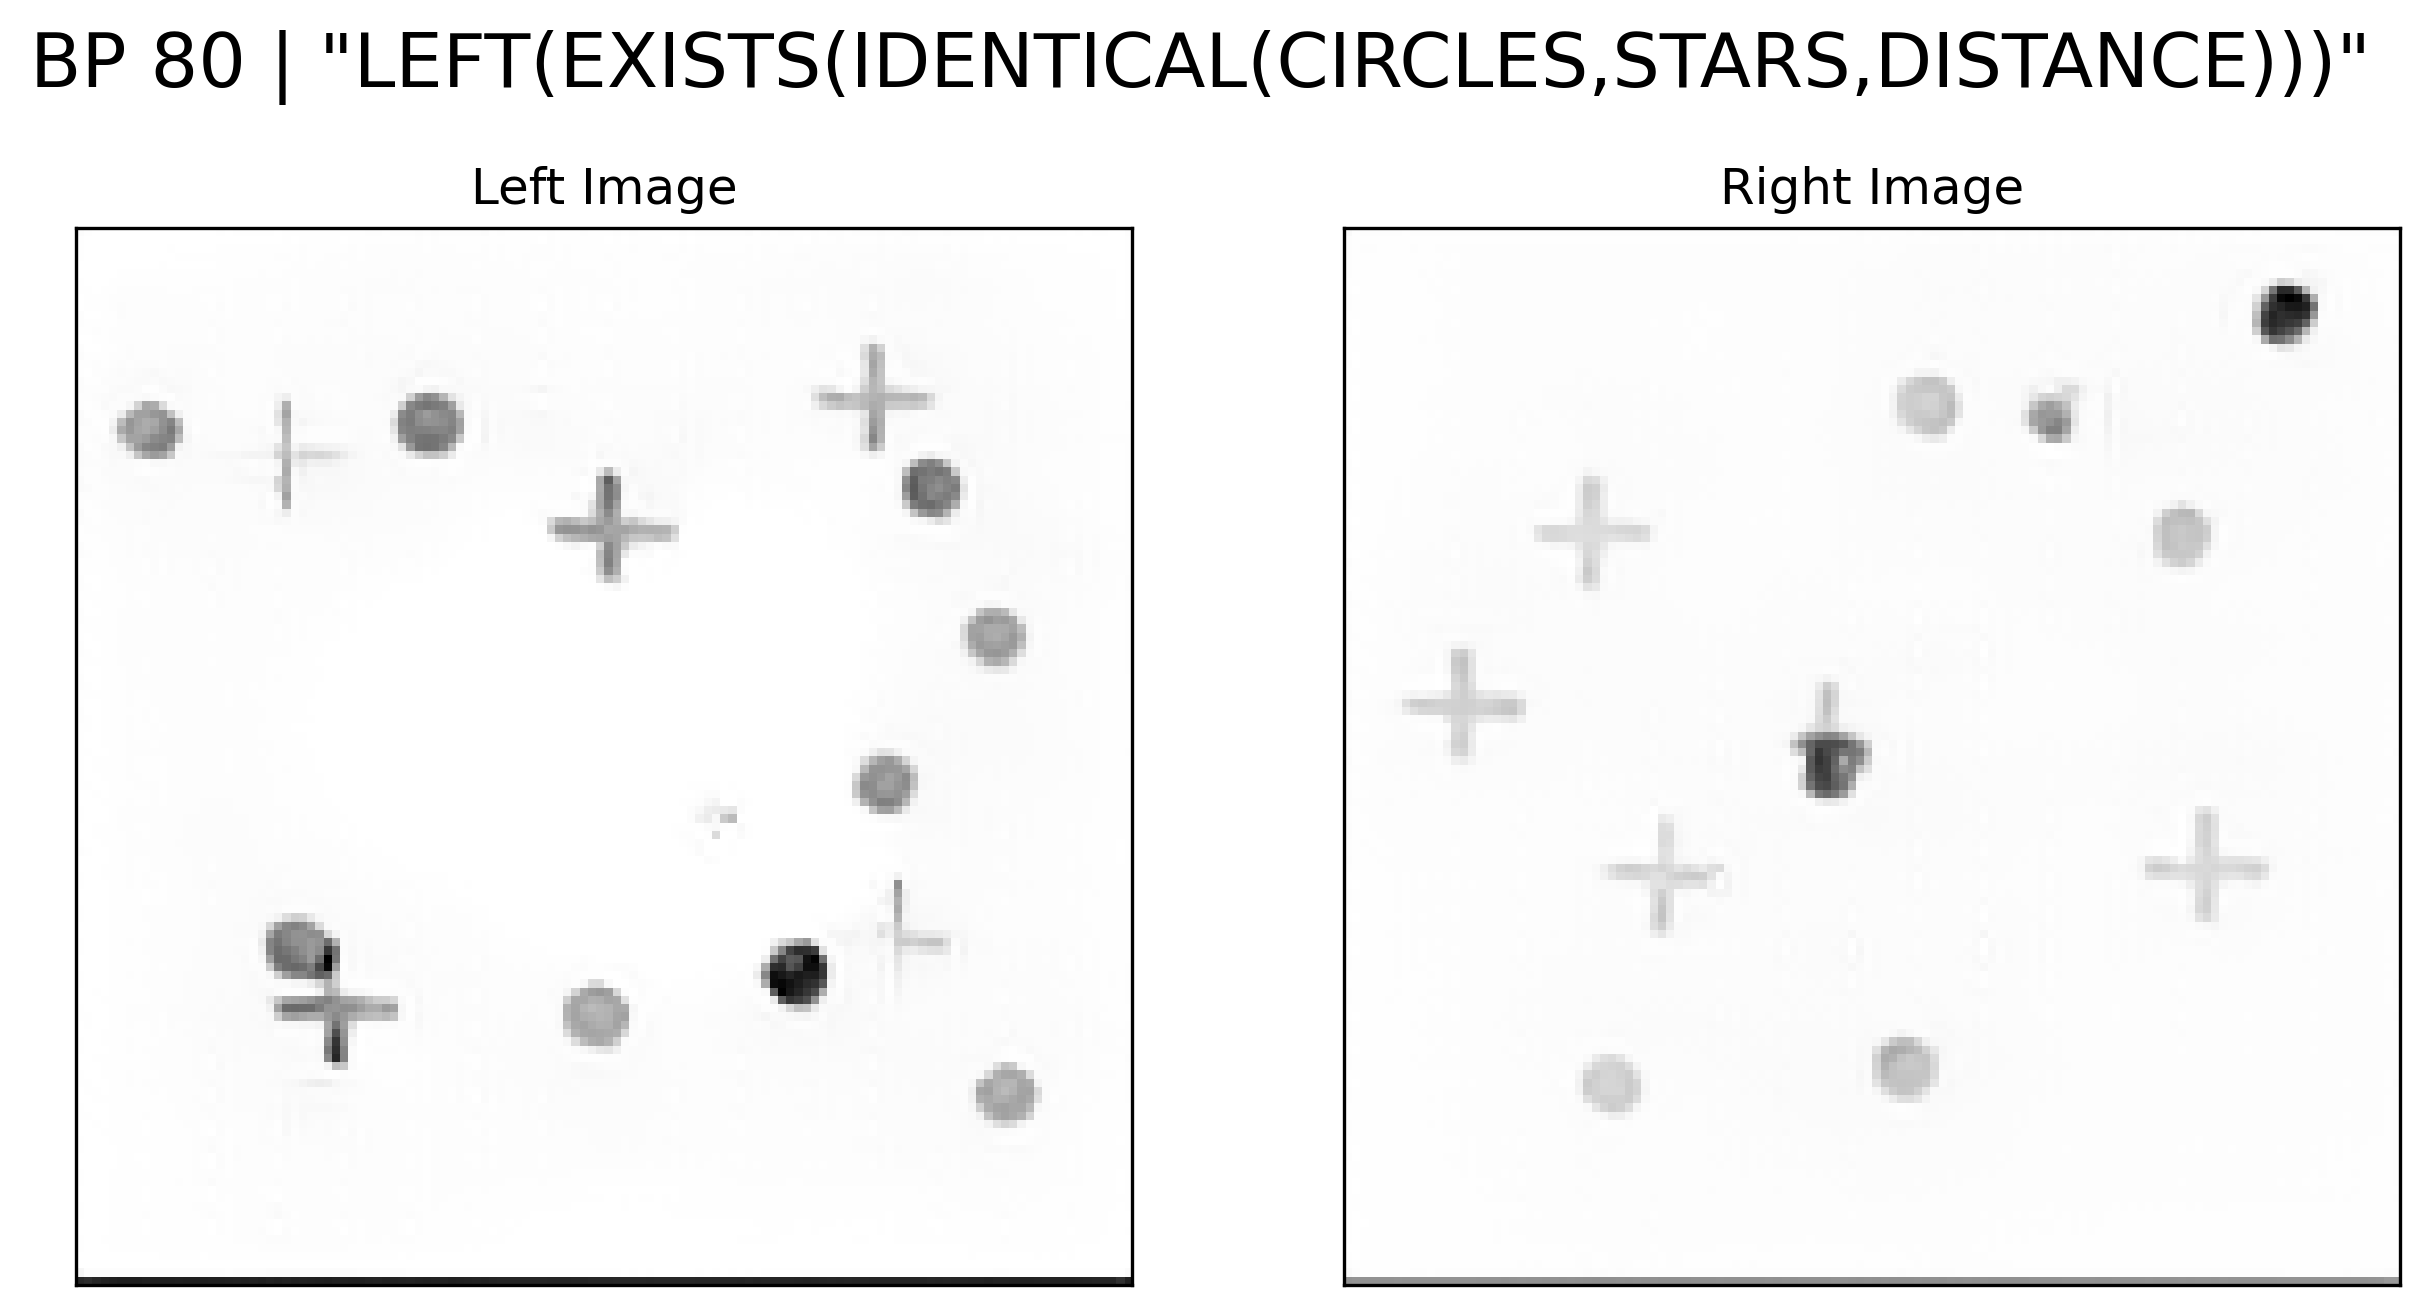 BP 80 | "LEFT(EXISTS(IDENTICAL(CIRCLES,STARS,DISTANCE)))"
Left Image
Right Image